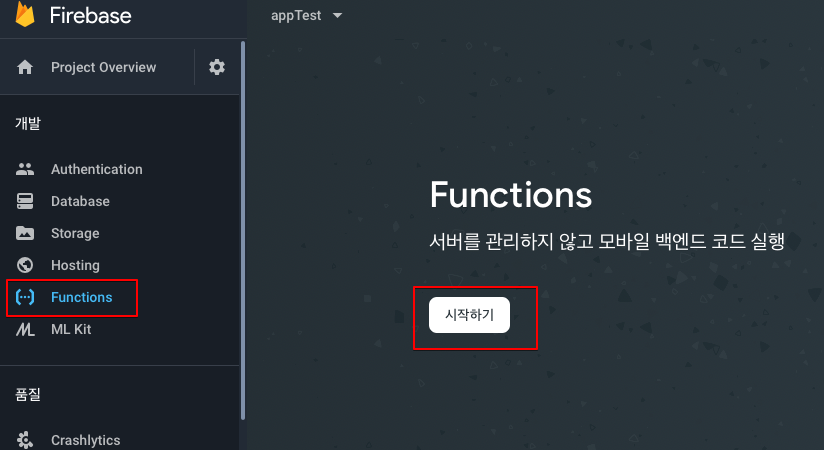 Firebase
Project Overview
개발
Authentication
Database
Storage
Hosting
Functions
ML Kit
품질
Crashlytics
appTest
Functions
서버를 관리하지 않고 모바일 백엔드 코드 실행
시작하기